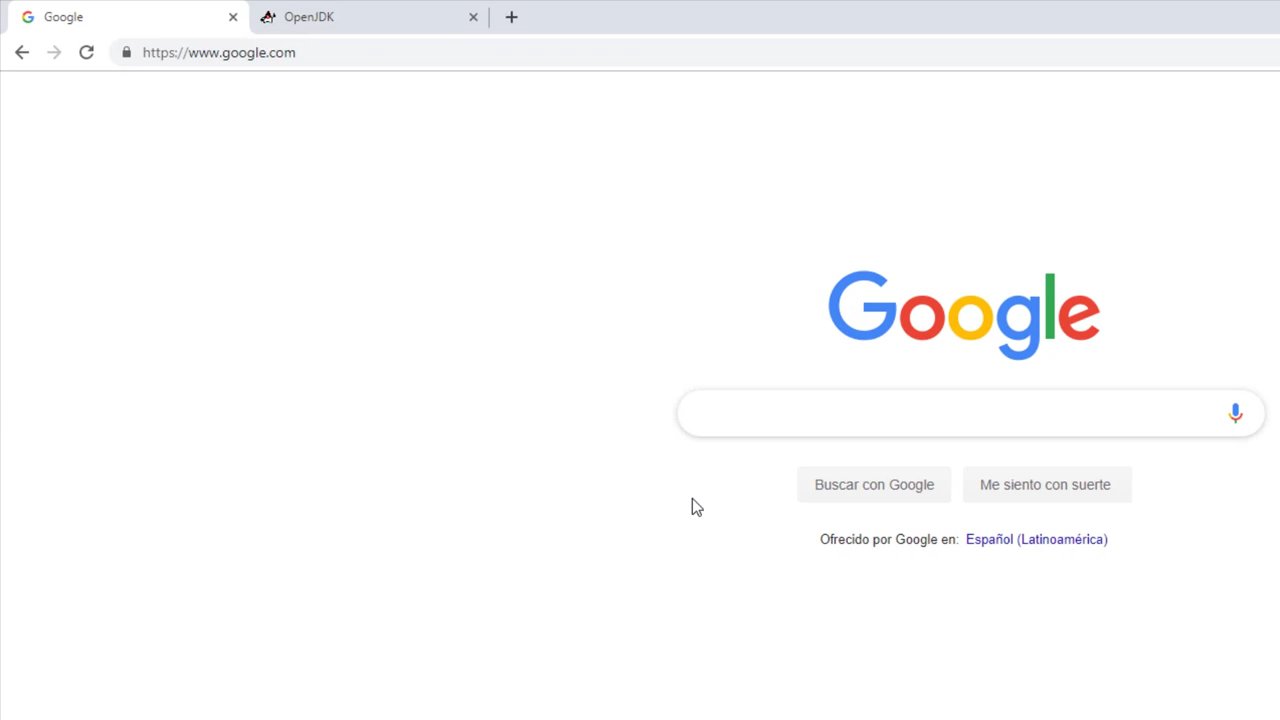 Google
OpenJDK
https://www.google.com
Google
Buscar con Google
Me siento con suerte
Ofrecido por Google en: Español (Latinoamérica)